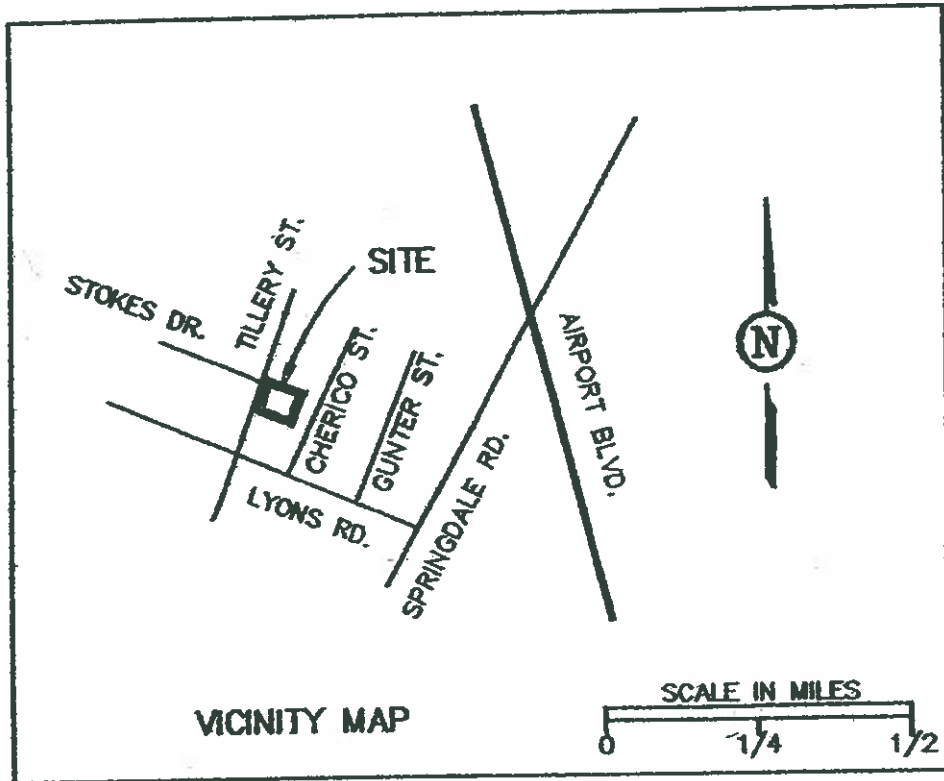 STOKES DR.
TILLERY ST.
SITE
CHERICO ST.
GUNTER ST.
LYONS RD.
SPRINGDALE RD.
AIRPORT BLVD.
N
VICINITY MAP
SCALE IN MILES
0 1/4 1/2